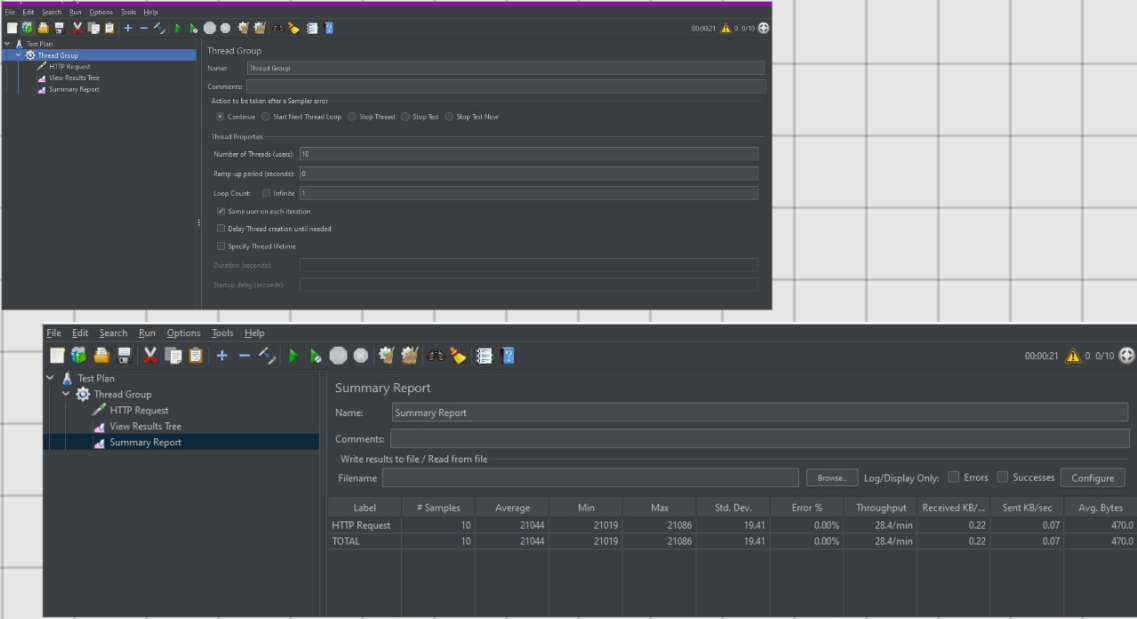 File Edit Search Run Options Tools Help
00:00:21 0 0/10
Test Plan
Thread Group
HTTP Request
View Results Tree
Summary Report
Thread Group
Name: Thread Group
Comments:
Action to be taken after a Sampler error
Continue Start Next Thread Loop Stop Thread Stop Test Stop Test Now
Thread Properties
Number of Threads (users): 10
Ramp-up period (seconds): 0
Loop Count: Infinite 1
Same user on each iteration
Delay Thread creation until needed
Specify Thread lifetime
Duration (seconds):
Startup delay (seconds):
File Edit Search Run Options Tools Help
00:00:21 0 0/10
Test Plan
Thread Group
HTTP Request
View Results Tree
Summary Report
Summary Report
Name: Summary Report
Comments:
Write results to file / Read from file
Filename Browse... Log/Display Only: Errors Successes Configure
Label # Samples Average Min Max Std. Dev. Error % Throughput Received KB/... Sent KB/sec Avg. Bytes
HTTP Request 10 21044 21019 21086 19.41 0.00% 28.4/min 0.22 0.07 470.0
TOTAL 10 21044 21019 21086 19.41 0.00% 28.4/min 0.22 0.07 470.0